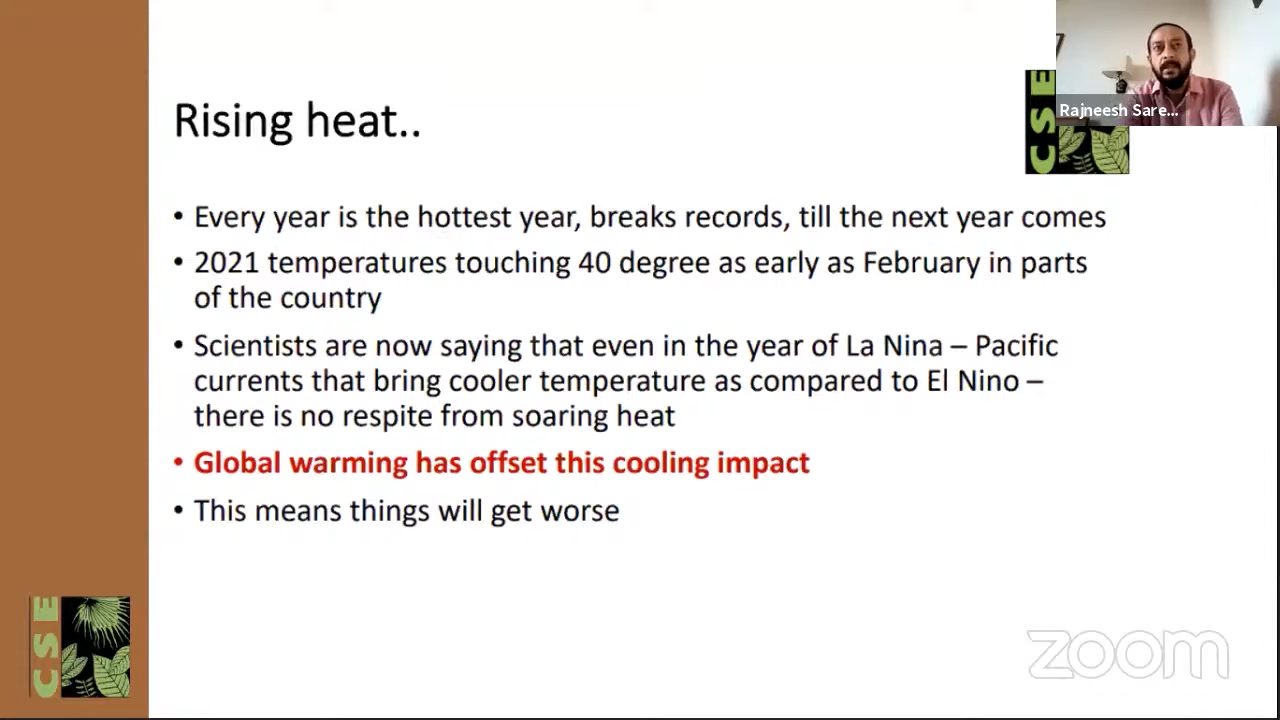 Rising heat..
CSE
Rajneesh Sare...
• Every year is the hottest year, breaks records, till the next year comes
• 2021 temperatures touching 40 degree as early as February in parts
of the country
• Scientists are now saying that even in the year of La Nina – Pacific
currents that bring cooler temperature as compared to El Nino –
there is no respite from soaring heat
• Global warming has offset this cooling impact
• This means things will get worse
CSE
zoom